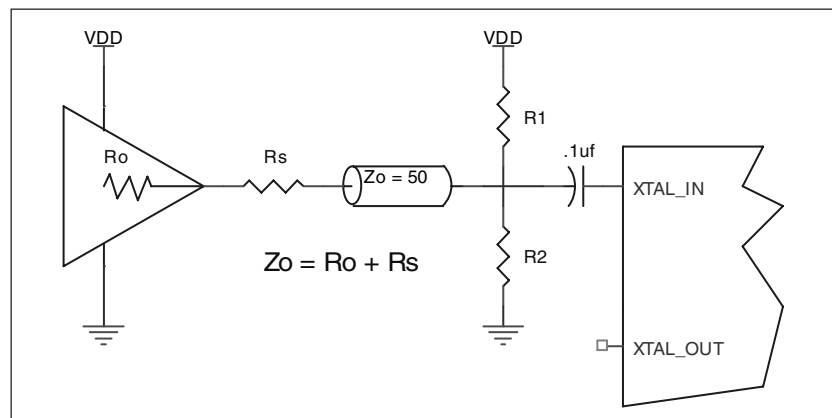 VDD
VDD
R1
Ro
Rs
.1uf
Zo = 50
XTAL_IN
Zo = Ro + Rs
R2
XTAL_OUT